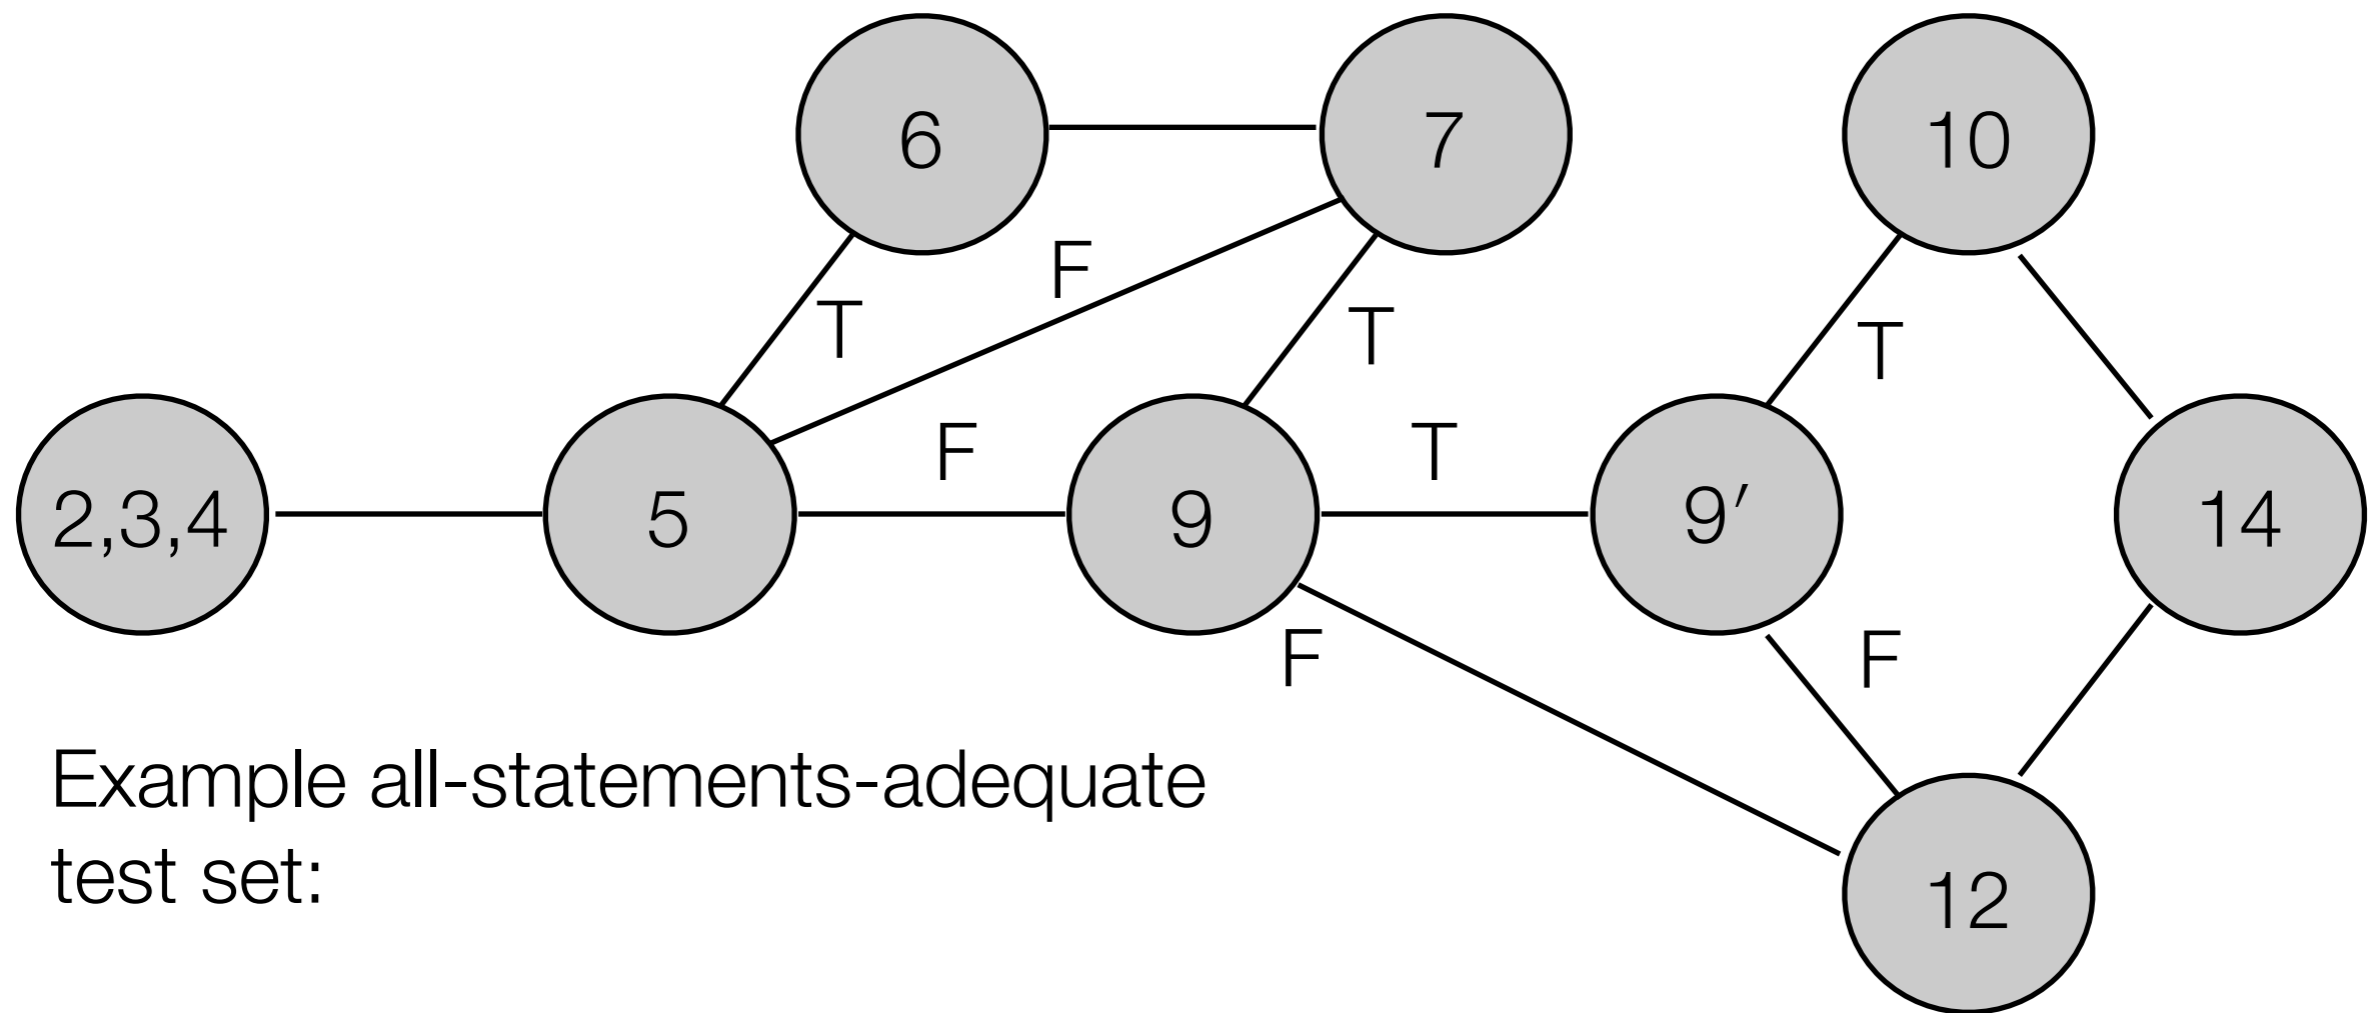 6
7
10
F
T
T
T
F
T
2,3,4
5
9
9′
14
F
F
Example all-statements-adequate
test set:
12